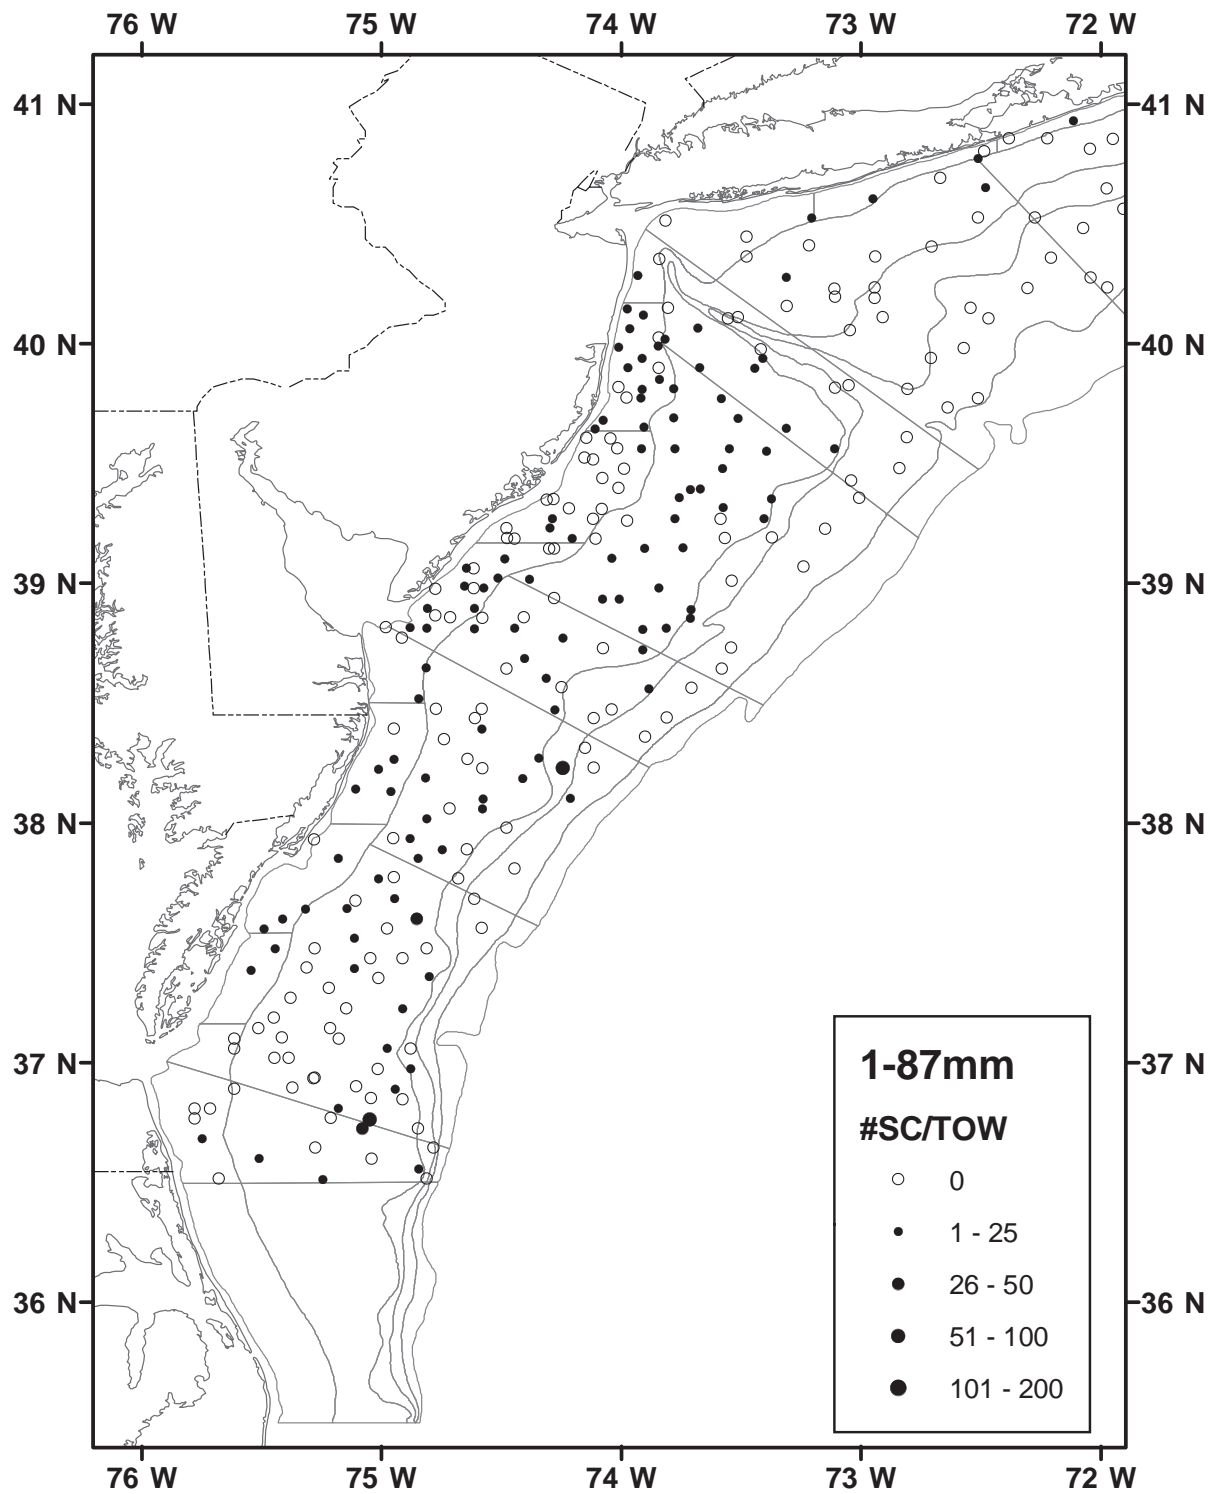 76 W 75 W 74 W 73 W 72 W
41 N 41 N
40 N 40 N
39 N 39 N
38 N 38 N
37 N 37 N
1-87mm
#SC/TOW
0
1 - 25
26 - 50
36 N 36 N
51 - 100
101 - 200
76 W 75 W 74 W 73 W 72 W